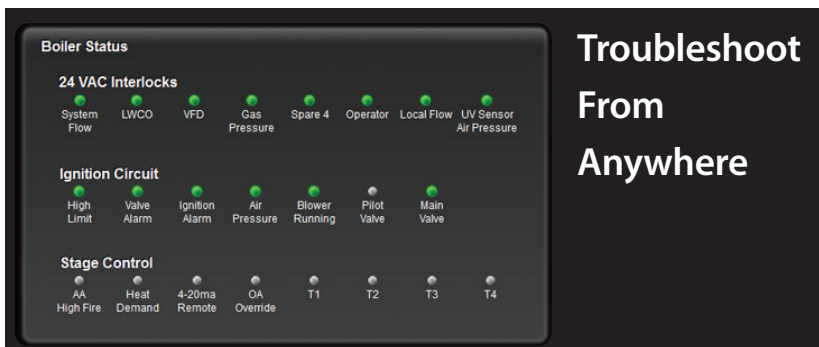 Boiler Status
24 VAC Interlocks
System Flow
LWCO
VFD
Gas Pressure
Spare 4
Operator
Local Flow
UV Sensor Air Pressure
Ignition Circuit
High Limit
Valve Alarm
Ignition Alarm
Air Pressure
Blower Running
Pilot Valve
Main Valve
Stage Control
AA High Fire
Heat Demand
4-20ma Remote
OA Override
T1
T2
T3
T4
Troubleshoot
From
Anywhere